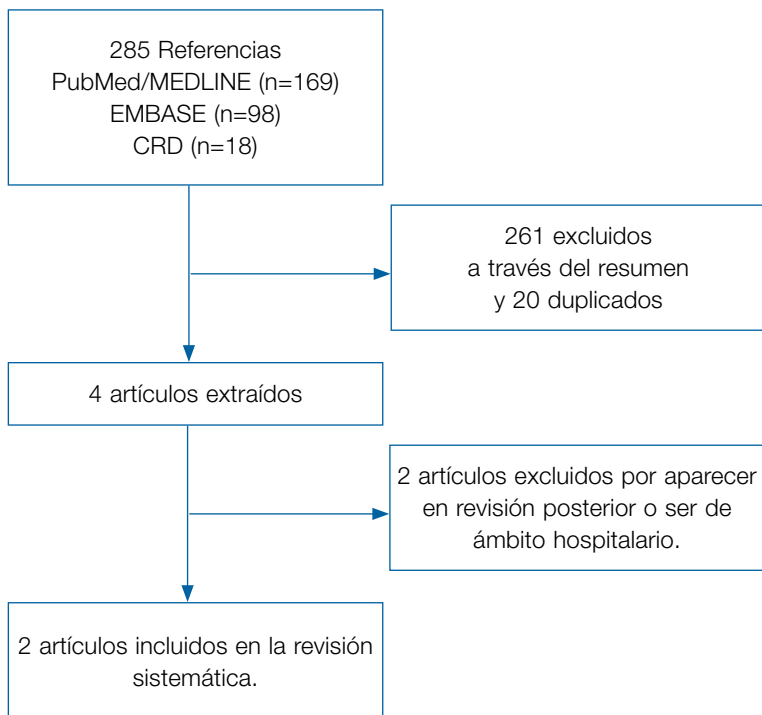 285 Referencias
PubMed/MEDLINE (n=169)
EMBASE (n=98)
CRD (n=18)
261 excluidos
a través del resumen
y 20 duplicados
4 artículos extraídos
2 artículos excluidos por aparecer
en revisión posterior o ser de
ámbito hospitalario.
2 artículos incluidos en la revisión
sistemática.